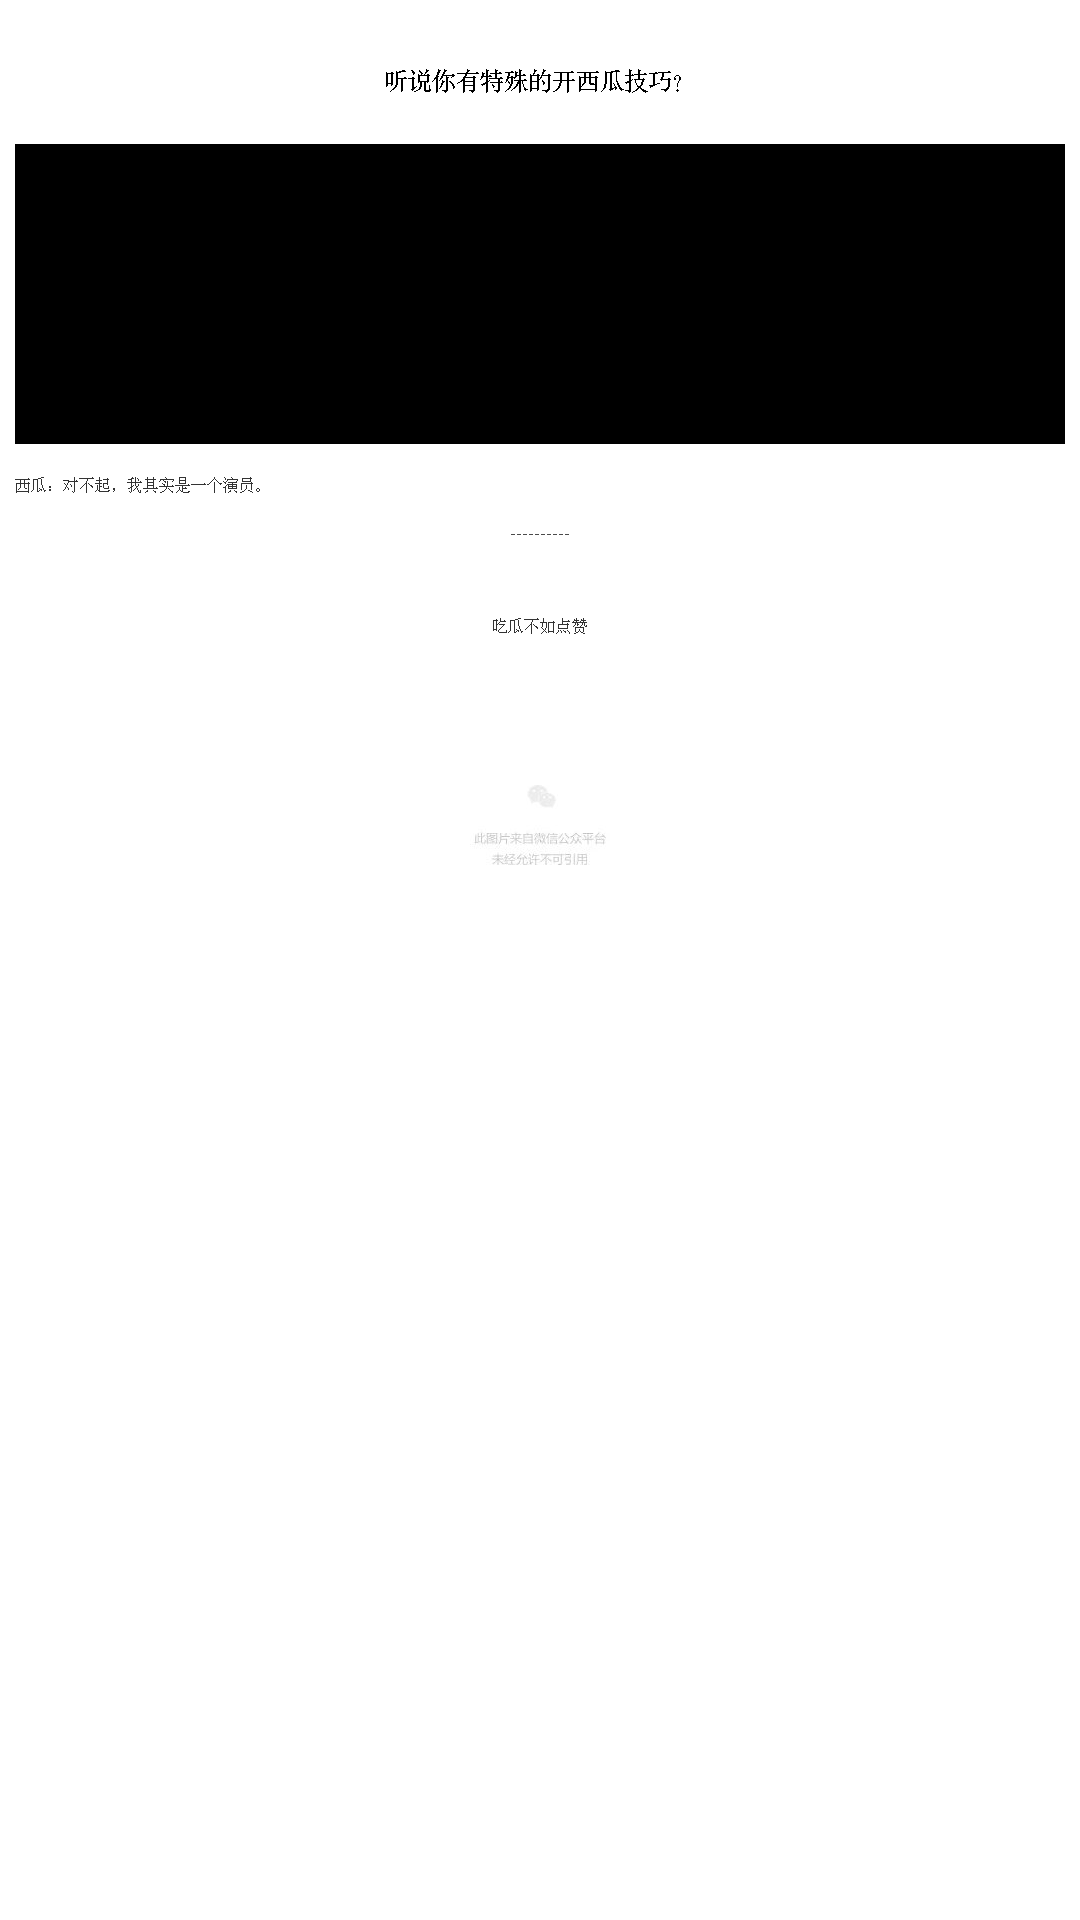 听说你有特殊的开西瓜技巧？
西瓜：对不起，我其实是一个演员。
----------
吃瓜不如点赞
此图片来自微信公众平台
未经允许不可引用